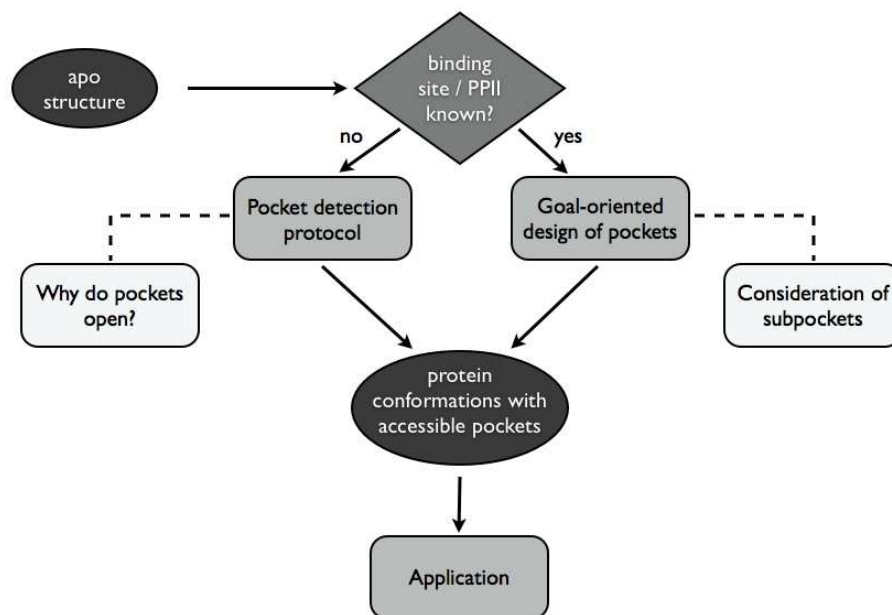 apo
structure
binding
site / PPII
known?
no
yes
Pocket detection
protocol
Goal-oriented
design of pockets
Why do pockets
open?
Consideration of
subpockets
protein
conformations with
accessible pockets
Application